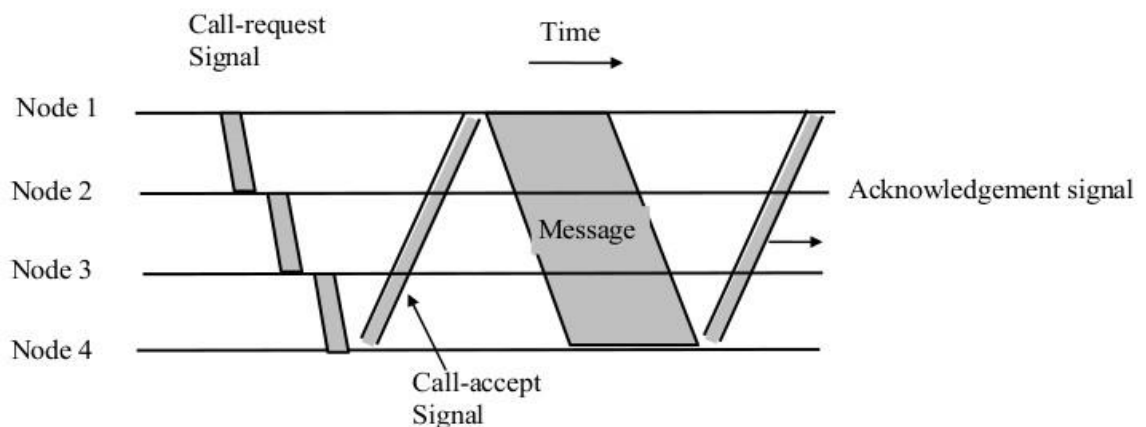 Call-request
Signal
Time
Node 1
Node 2
Acknowledgement signal
Message
Node 3
Node 4
Call-accept
Signal